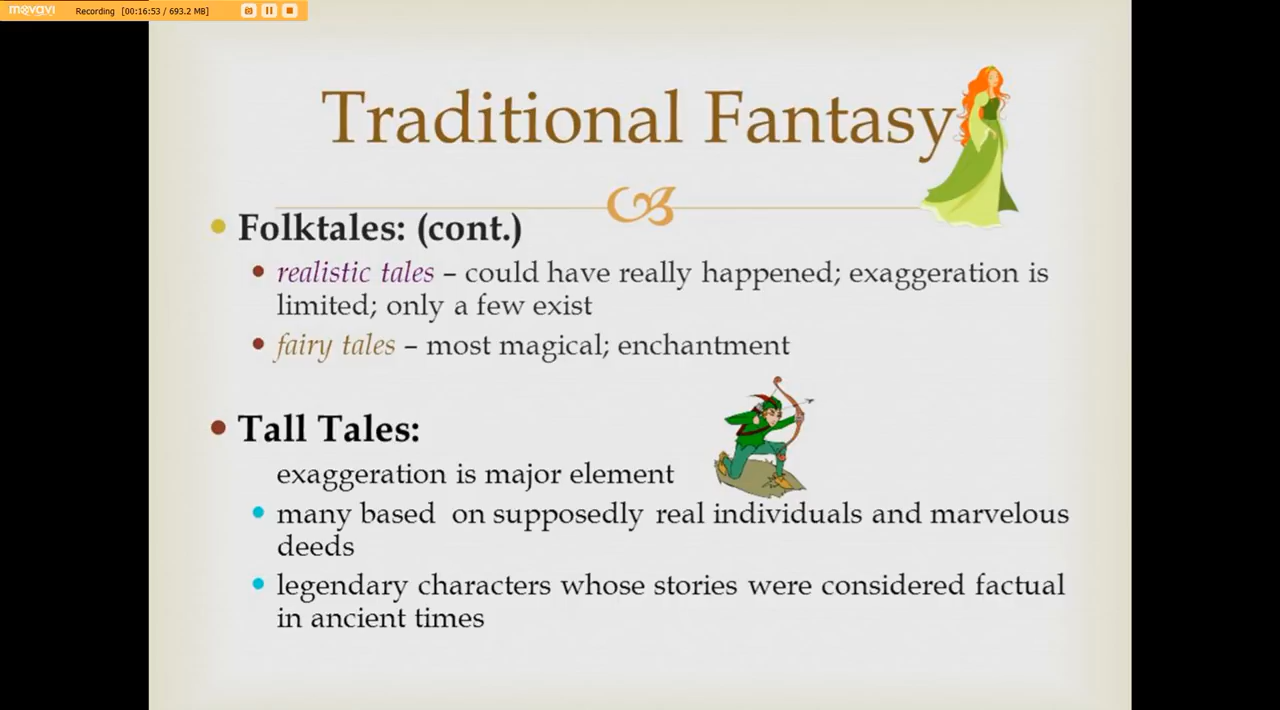 movavi Recording [00:16:53 / 693.2 MB]
Traditional Fantasy
Folktales: (cont.)
realistic tales – could have really happened; exaggeration is
limited; only a few exist
fairy tales – most magical; enchantment
Tall Tales:
exaggeration is major element
many based on supposedly real individuals and marvelous
deeds
legendary characters whose stories were considered factual
in ancient times